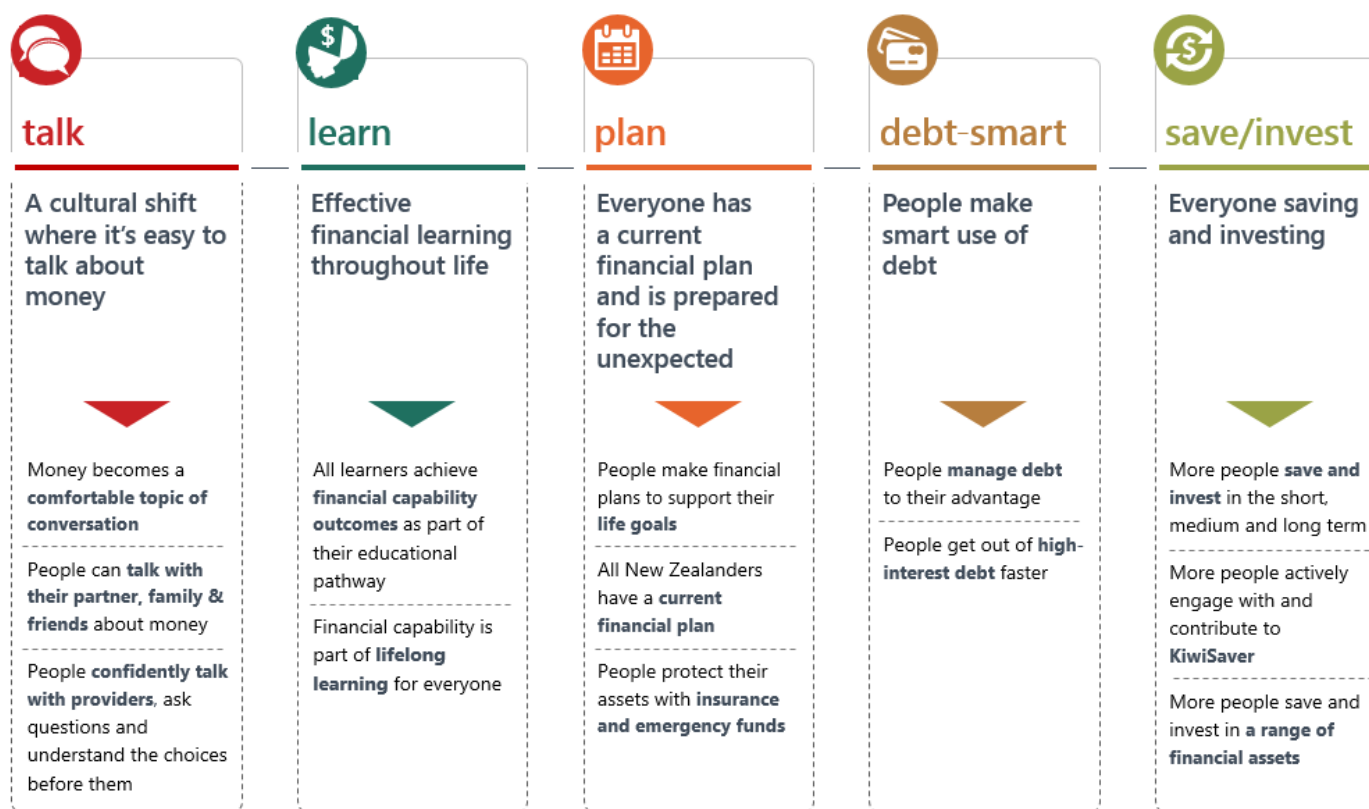 $
$
talk
A cultural shift
where it's easy to
talk about
money
Money becomes a
comfortable topic of
conversation
People can talk with
their partner, family &
friends about money
People confidently talk
with providers, ask
questions and
understand the choices
before them
learn
Effective
financial learning
throughout life
All learners achieve
financial capability
outcomes as part of
their educational
pathway
Financial capability is
part of lifelong
learning for everyone
plan
Everyone has
a current
financial plan
and is prepared
for the
unexpected
People make financial
plans to support their
life goals
All New Zealanders
have a current
financial plan
People protect their
assets with insurance
and emergency funds
debt-smart
People make
smart use of
debt
People manage debt
to their advantage
People get out of high-
interest debt faster
save/invest
Everyone saving
and investing
More people save and
invest in the short,
medium and long term
More people actively
engage with and
contribute to
KiwiSaver
More people save and
invest in a range of
financial assets